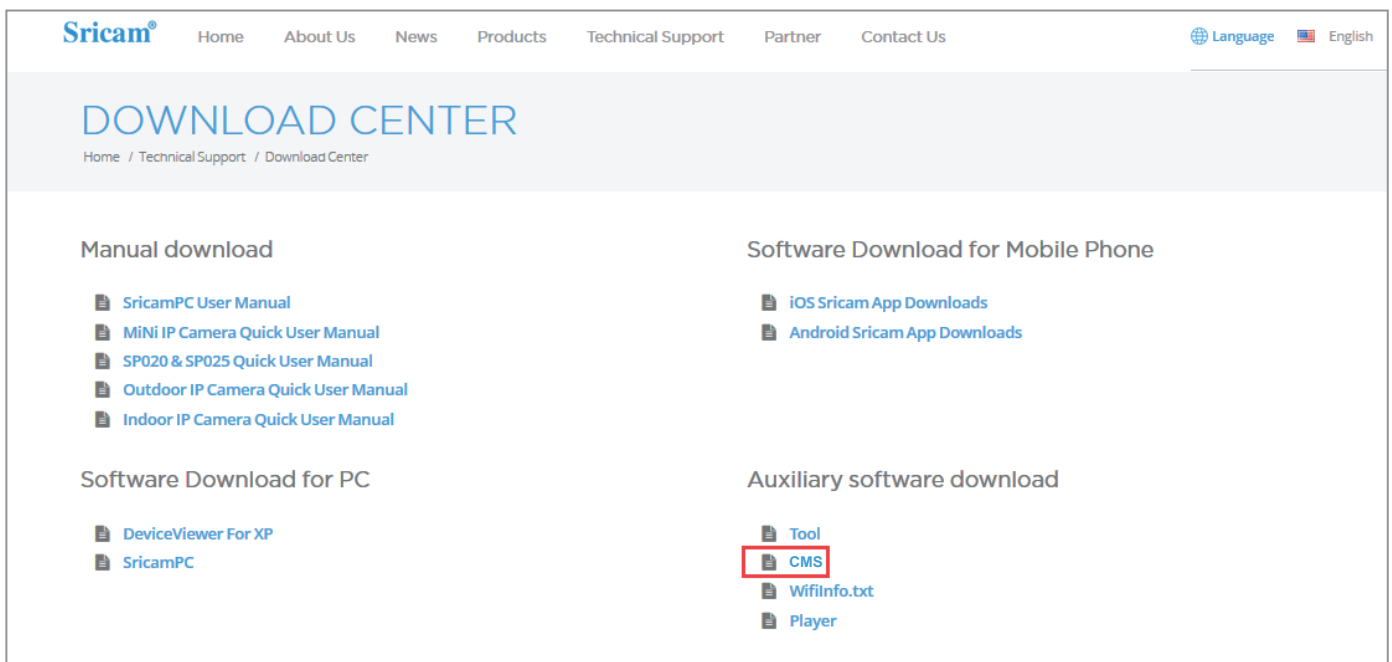 Sricam® Home About Us News Products Technical Support Partner Contact Us Language English
DOWNLOAD CENTER
Home / Technical Support / Download Center
Manual download
SricamPC User Manual
MiNi IP Camera Quick User Manual
SP020 & SP025 Quick User Manual
Outdoor IP Camera Quick User Manual
Indoor IP Camera Quick User Manual
Software Download for Mobile Phone
iOS Sricam App Downloads
Android Sricam App Downloads
Software Download for PC
DeviceViewer For XP
SricamPC
Auxiliary software download
Tool
CMS
WifiInfo.txt
Player